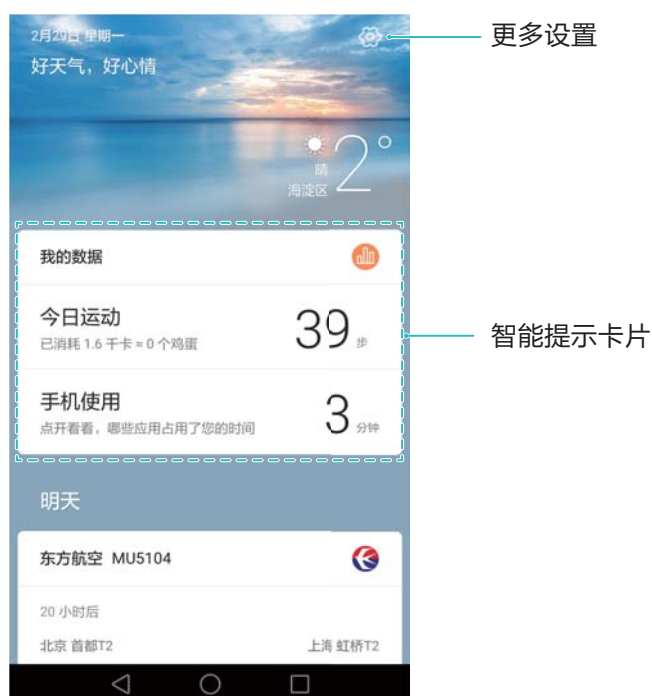 2月29日 星期一
更多设置
好天气，好心情
2°
晴
海淀区
我的数据
今日运动
39 步
已消耗 1.6 千卡 ≈ 0 个鸡蛋
智能提示卡片
手机使用
3 分钟
点开看看，哪些应用占用了您的时间
明天
东方航空 MU5104
20 小时后
北京 首都T2
上海 虹桥T2